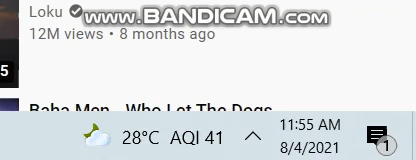 www.BANDICAM.com
Loku
12M views • 8 months ago
5
Baha Men - Who Let The Dogs
28°C AQI 41
11:55 AM
8/4/2021
1